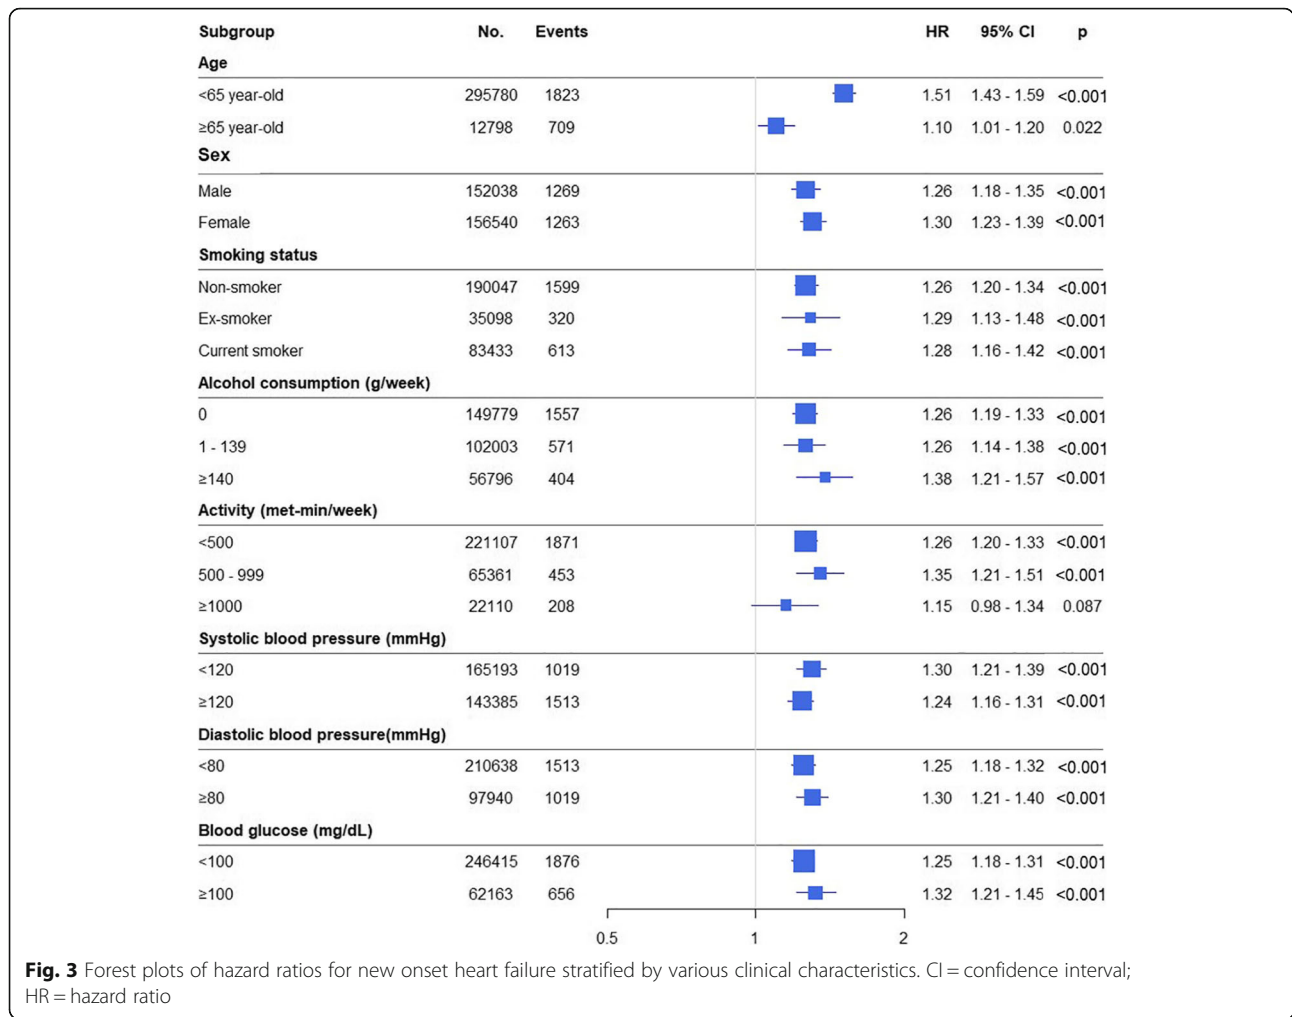 Subgroup No. Events HR 95% CI p
Age
<65 year-old 295780 1823 1.51 1.43 - 1.59 <0.001
≥65 year-old 12798 709 1.10 1.01 - 1.20 0.022
Sex
Male 152038 1269 1.26 1.18 - 1.35 <0.001
Female 156540 1263 1.30 1.23 - 1.39 <0.001
Smoking status
Non-smoker 190047 1599 1.26 1.20 - 1.34 <0.001
Ex-smoker 35098 320 1.29 1.13 - 1.48 <0.001
Current smoker 83433 613 1.28 1.16 - 1.42 <0.001
Alcohol consumption (g/week)
0 149779 1557 1.26 1.19 - 1.33 <0.001
1 - 139 102003 571 1.26 1.14 - 1.38 <0.001
≥140 56796 404 1.38 1.21 - 1.57 <0.001
Activity (met-min/week)
<500 221107 1871 1.26 1.20 - 1.33 <0.001
500 - 999 65361 453 1.35 1.21 - 1.51 <0.001
≥1000 22110 208 1.15 0.98 - 1.34 0.087
Systolic blood pressure (mmHg)
<120 165193 1019 1.30 1.21 - 1.39 <0.001
≥120 143385 1513 1.24 1.16 - 1.31 <0.001
Diastolic blood pressure(mmHg)
<80 210638 1513 1.25 1.18 - 1.32 <0.001
≥80 97940 1019 1.30 1.21 - 1.40 <0.001
Blood glucose (mg/dL)
<100 246415 1876 1.25 1.18 - 1.31 <0.001
≥100 62163 656 1.32 1.21 - 1.45 <0.001
0.5 1 2
Fig. 3 Forest plots of hazard ratios for new onset heart failure stratified by various clinical characteristics. CI = confidence interval;
HR = hazard ratio